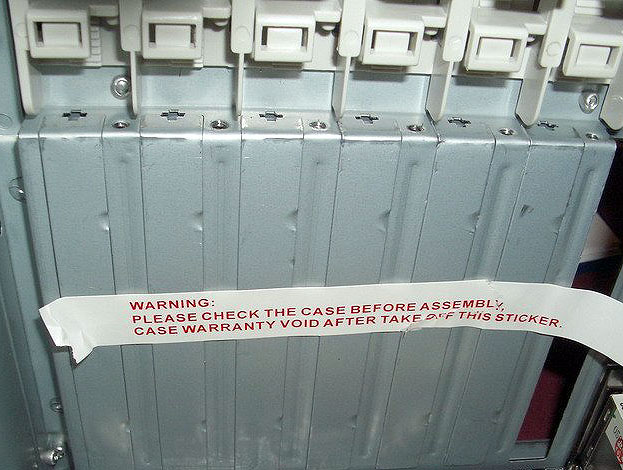 WARNING:
PLEASE CHECK THE CASE BEFORE ASSEMBLY,
CASE WARRANTY VOID AFTER TAKE OFF THIS STICKER.